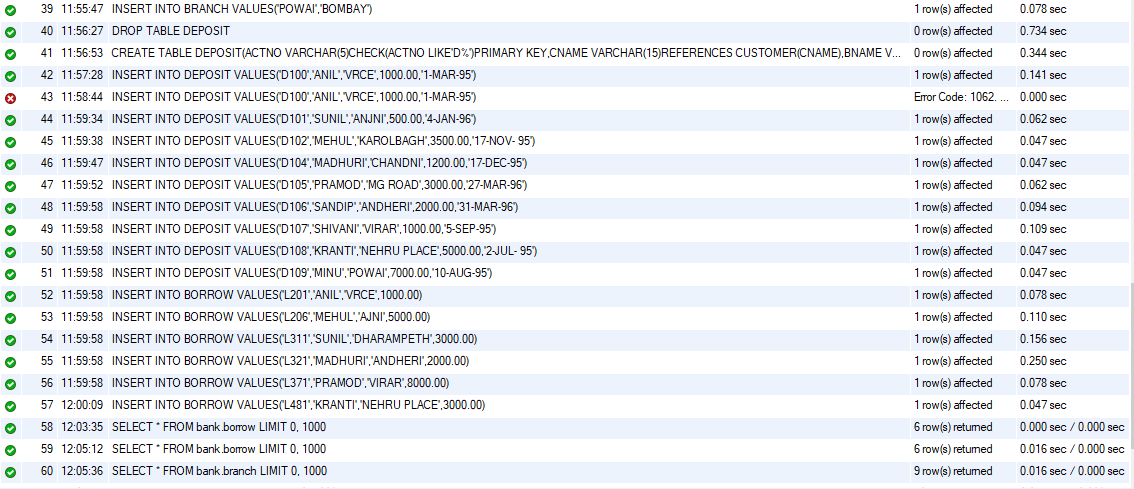 39 11:55:47 INSERT INTO BRANCH VALUES('POWAI','BOMBAY') 1 row(s) affected 0.078 sec
40 11:56:27 DROP TABLE DEPOSIT 0 row(s) affected 0.734 sec
41 11:56:53 CREATE TABLE DEPOSIT(ACTNO VARCHAR(5)CHECK(ACTNO LIKE'D%')PRIMARY KEY,CNAME VARCHAR(15)REFERENCES CUSTOMER(CNAME),BNAME V... 0 row(s) affected 0.344 sec
42 11:57:28 INSERT INTO DEPOSIT VALUES('D100','ANIL','VRCE',1000.00,'1-MAR-95') 1 row(s) affected 0.141 sec
43 11:58:44 INSERT INTO DEPOSIT VALUES('D100','ANIL','VRCE',1000.00,'1-MAR-95') Error Code: 1062. ... 0.000 sec
44 11:59:34 INSERT INTO DEPOSIT VALUES('D101','SUNIL','ANJNI',500.00,'4-JAN-96') 1 row(s) affected 0.062 sec
45 11:59:38 INSERT INTO DEPOSIT VALUES('D102','MEHUL','KAROLBAGH',3500.00,'17-NOV- 95') 1 row(s) affected 0.047 sec
46 11:59:47 INSERT INTO DEPOSIT VALUES('D104','MADHURI','CHANDNI',1200.00,'17-DEC-95') 1 row(s) affected 0.047 sec
47 11:59:52 INSERT INTO DEPOSIT VALUES('D105','PRAMOD','MG ROAD',3000.00,'27-MAR-96') 1 row(s) affected 0.062 sec
48 11:59:58 INSERT INTO DEPOSIT VALUES('D106','SANDIP','ANDHERI',2000.00,'31-MAR-96') 1 row(s) affected 0.094 sec
49 11:59:58 INSERT INTO DEPOSIT VALUES('D107','SHIVANI','VIRAR',1000.00,'5-SEP-95') 1 row(s) affected 0.109 sec
50 11:59:58 INSERT INTO DEPOSIT VALUES('D108','KRANTI','NEHRU PLACE',5000.00,'2-JUL- 95') 1 row(s) affected 0.047 sec
51 11:59:58 INSERT INTO DEPOSIT VALUES('D109','MINU','POWAI',7000.00,'10-AUG-95') 1 row(s) affected 0.047 sec
52 11:59:58 INSERT INTO BORROW VALUES('L201','ANIL','VRCE',1000.00) 1 row(s) affected 0.078 sec
53 11:59:58 INSERT INTO BORROW VALUES('L206','MEHUL','AJNI',5000.00) 1 row(s) affected 0.110 sec
54 11:59:58 INSERT INTO BORROW VALUES('L311','SUNIL','DHARAMPETH',3000.00) 1 row(s) affected 0.156 sec
55 11:59:58 INSERT INTO BORROW VALUES('L321','MADHURI','ANDHERI',2000.00) 1 row(s) affected 0.250 sec
56 11:59:58 INSERT INTO BORROW VALUES('L371','PRAMOD','VIRAR',8000.00) 1 row(s) affected 0.078 sec
57 12:00:09 INSERT INTO BORROW VALUES('L481','KRANTI','NEHRU PLACE',3000.00) 1 row(s) affected 0.047 sec
58 12:03:35 SELECT * FROM bank.borrow LIMIT 0, 1000 6 row(s) returned 0.000 sec / 0.000 sec
59 12:05:12 SELECT * FROM bank.borrow LIMIT 0, 1000 6 row(s) returned 0.016 sec / 0.000 sec
60 12:05:36 SELECT * FROM bank.branch LIMIT 0, 1000 9 row(s) returned 0.016 sec / 0.000 sec